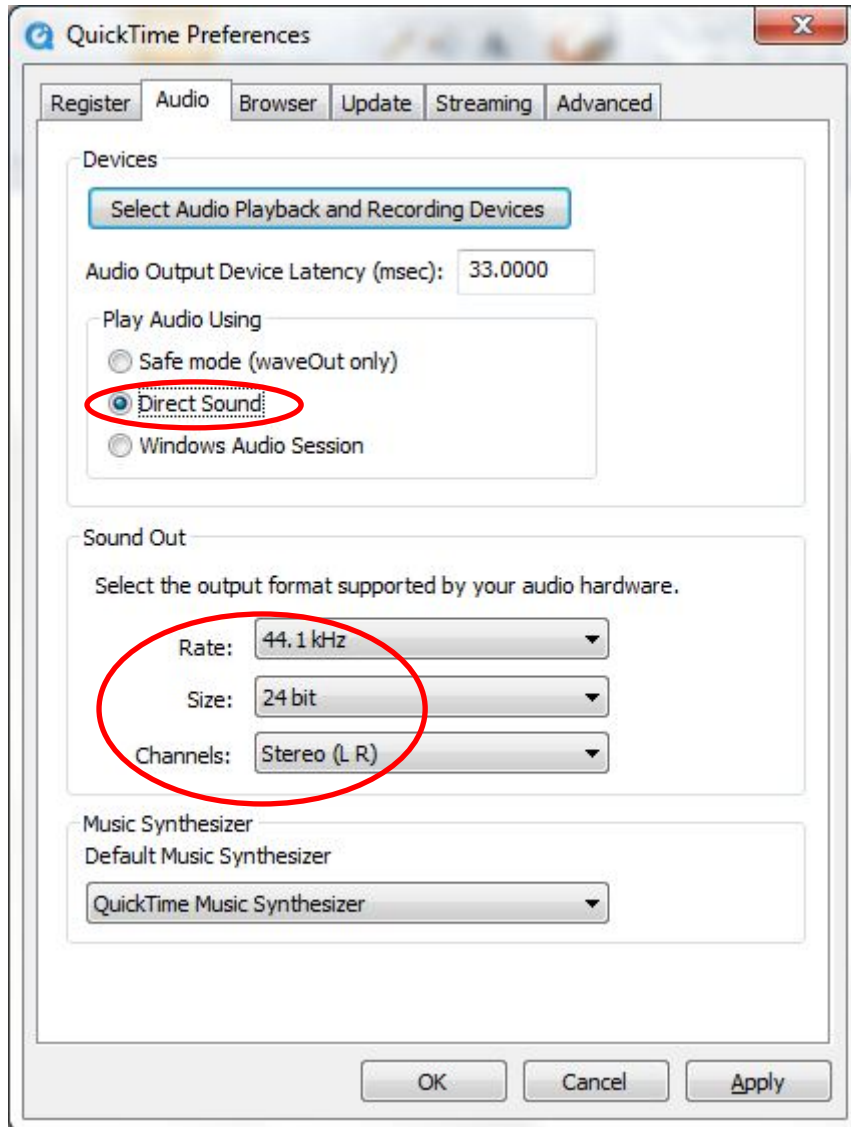 QuickTime Preferences
Register Audio Browser Update Streaming Advanced
Devices
Select Audio Playback and Recording Devices
Audio Output Device Latency (msec): 33.0000
Play Audio Using
Safe mode (waveOut only)
Direct Sound
Windows Audio Session
Sound Out
Select the output format supported by your audio hardware.
Rate: 44.1 kHz
Size: 24 bit
Channels: Stereo (L R)
Music Synthesizer
Default Music Synthesizer
QuickTime Music Synthesizer
OK Cancel Apply